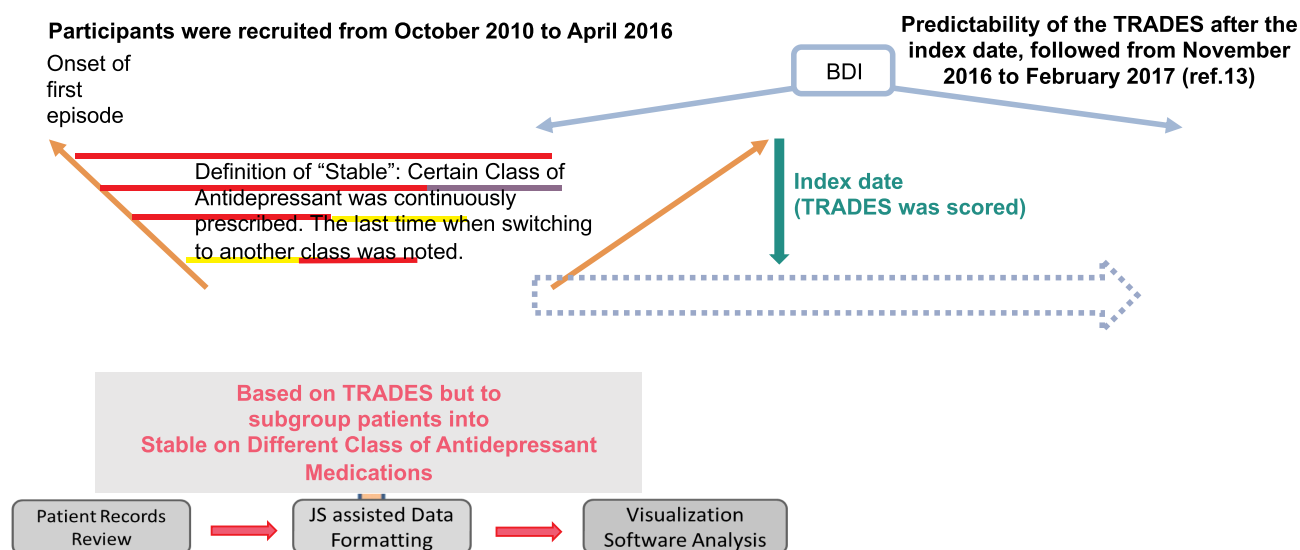 Participants were recruited from October 2010 to April 2016
Onset of
first
episode
Definition of “Stable”: Certain Class of
Antidepressant was continuously
prescribed. The last time when switching
to another class was noted.
BDI
Predictability of the TRADES after the
index date, followed from November
2016 to February 2017 (ref.13)
Index date
(TRADES was scored)
Based on TRADES but to
subgroup patients into
Stable on Different Class of Antidepressant
Medications
Patient Records
Review
JS assisted Data
Formatting
Visualization
Software Analysis